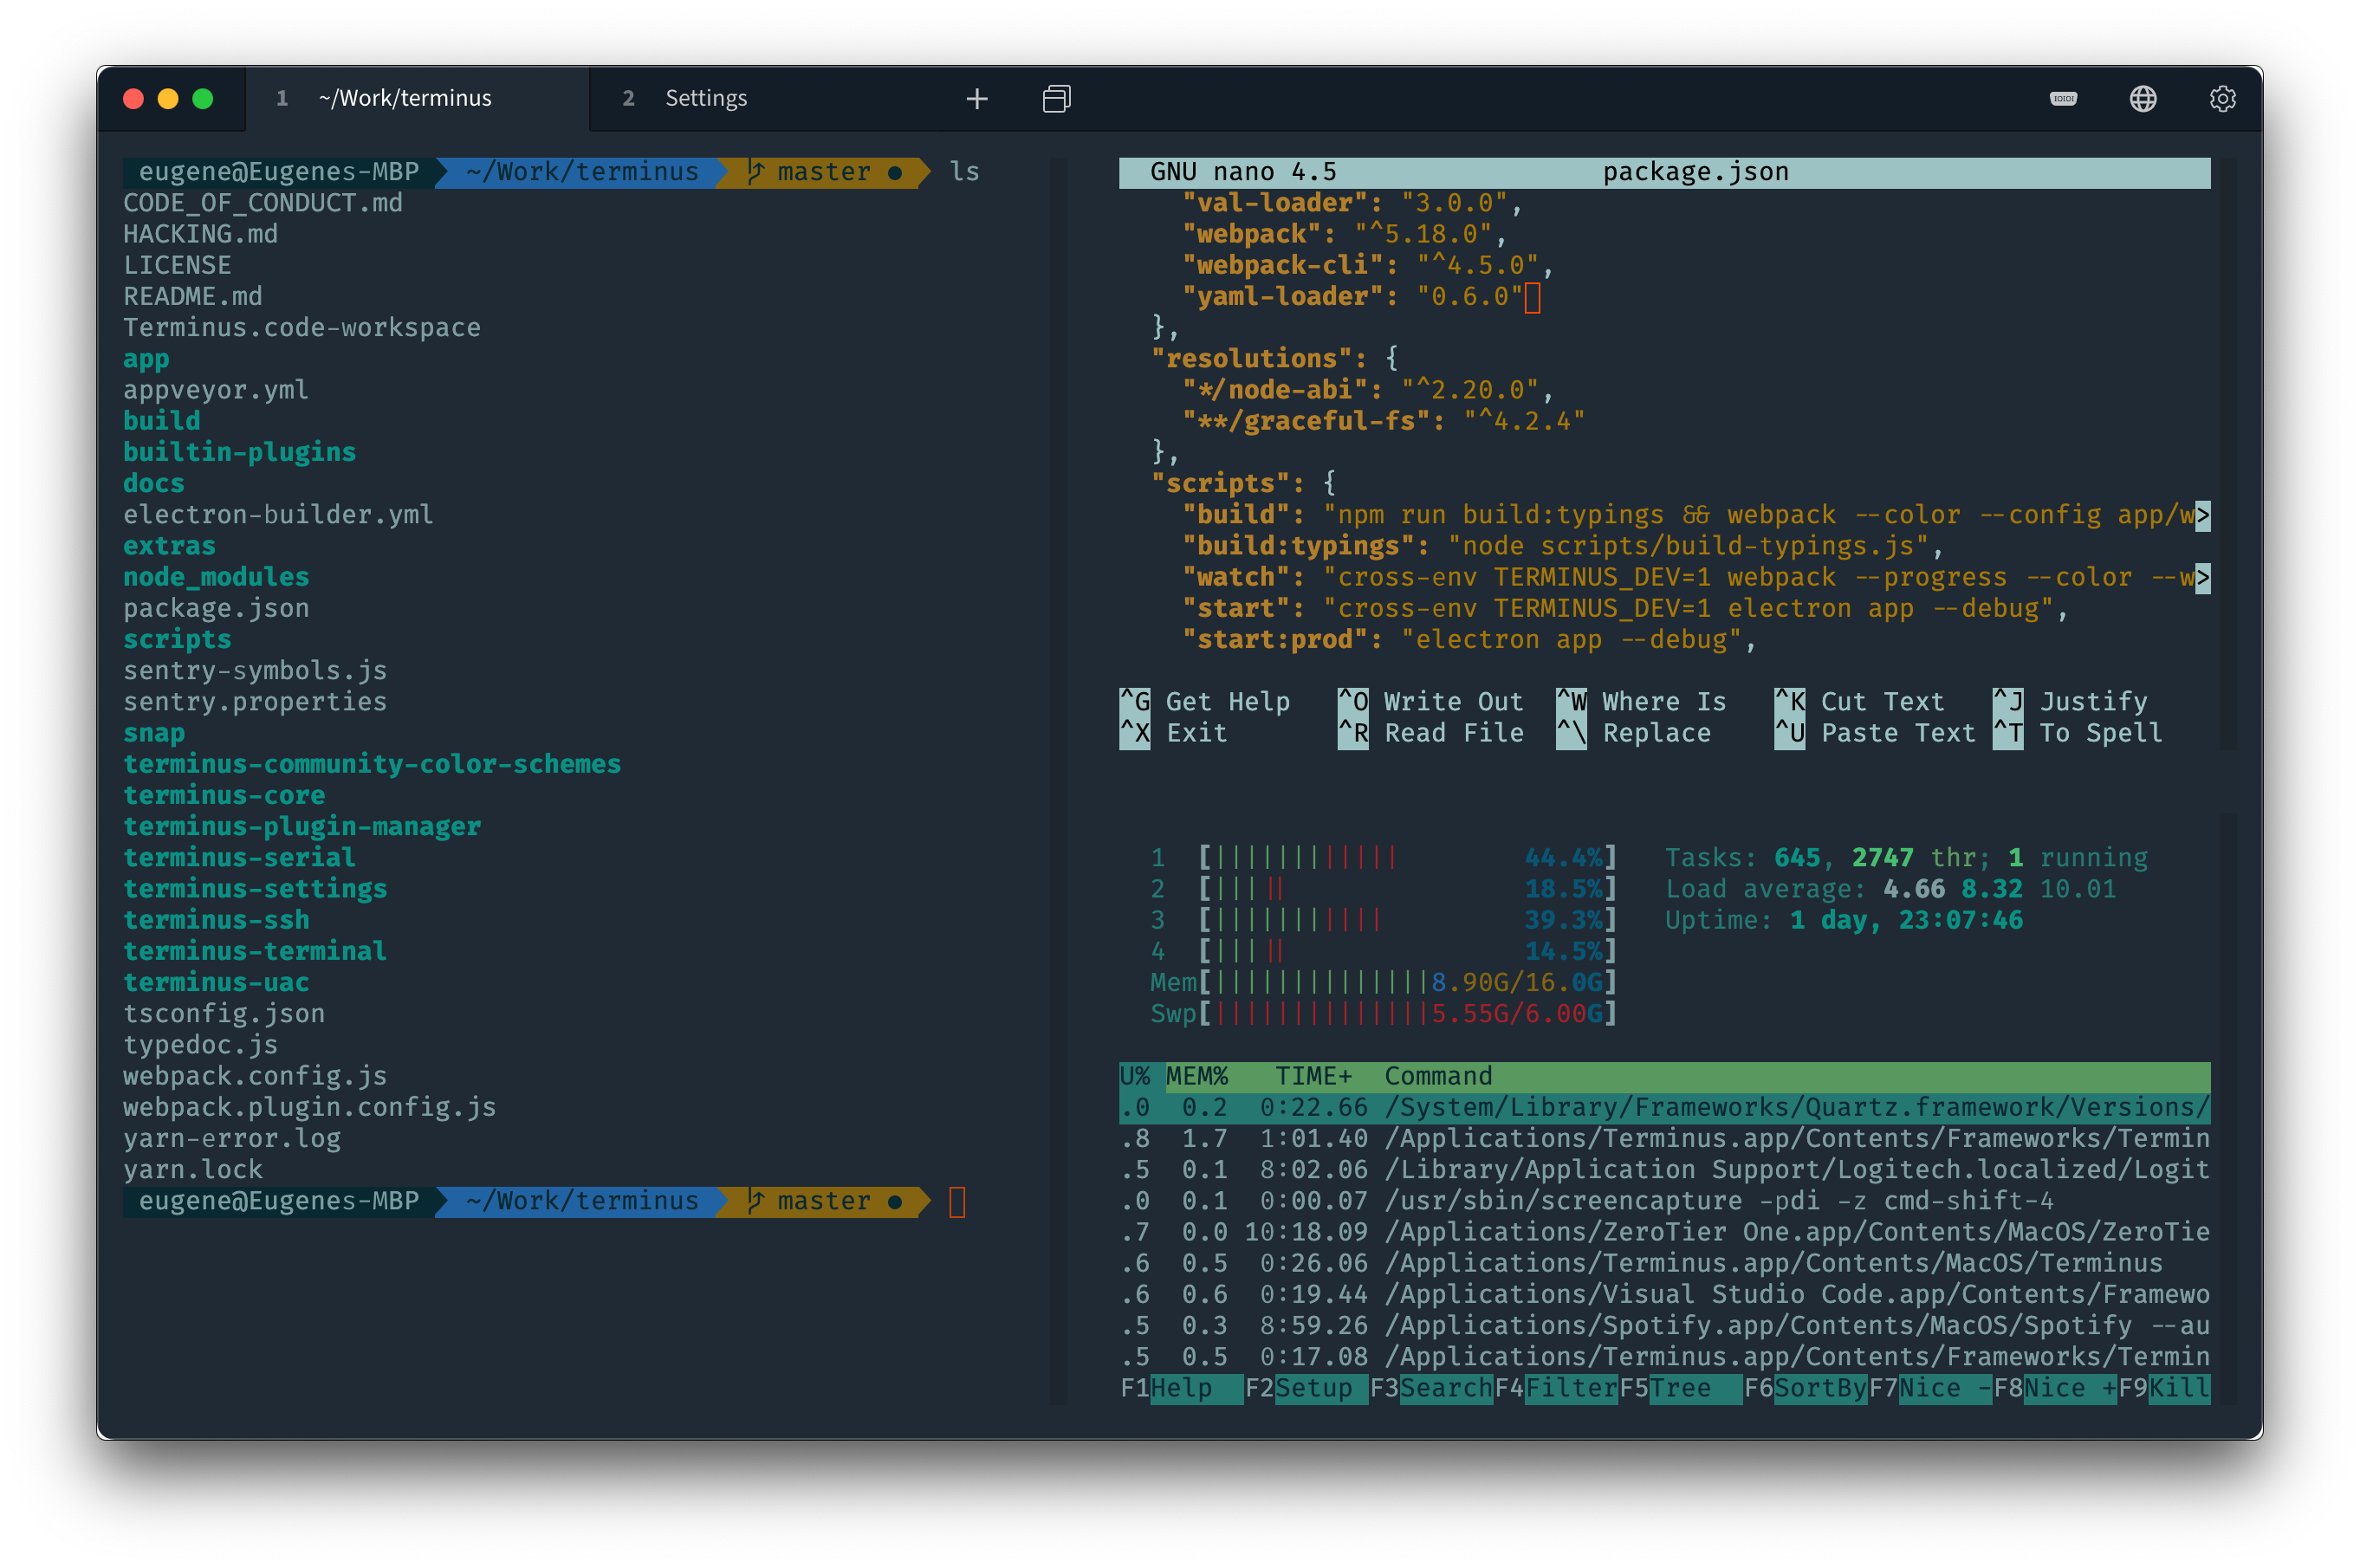 1 ~/Work/terminus
2 Settings
IOIOI
eugene@Eugenes-MBP ~/Work/terminus master ● ls
CODE_OF_CONDUCT.md
HACKING.md
LICENSE
README.md
Terminus.code-workspace
app
appveyor.yml
build
builtin-plugins
docs
electron-builder.yml
extras
node_modules
package.json
scripts
sentry-symbols.js
sentry.properties
snap
terminus-community-color-schemes
terminus-core
terminus-plugin-manager
terminus-serial
terminus-settings
terminus-ssh
terminus-terminal
terminus-uac
tsconfig.json
typedoc.js
webpack.config.js
webpack.plugin.config.js
yarn-error.log
yarn.lock
eugene@Eugenes-MBP ~/Work/terminus master ●
GNU nano 4.5 package.json
"val-loader": "3.0.0",
"webpack": "^5.18.0",
"webpack-cli": "^4.5.0",
"yaml-loader": "0.6.0"
},
"resolutions": {
"*/node-abi": "^2.20.0",
"**/graceful-fs": "^4.2.4"
},
"scripts": {
"build": "npm run build:typings && webpack --color --config app/w>
"build:typings": "node scripts/build-typings.js",
"watch": "cross-env TERMINUS_DEV=1 webpack --progress --color --w>
"start": "cross-env TERMINUS_DEV=1 electron app --debug",
"start:prod": "electron app --debug",
^G Get Help ^O Write Out ^W Where Is ^K Cut Text ^J Justify
^X Exit ^R Read File ^\ Replace ^U Paste Text ^T To Spell
1 [|||||||||||| 44.4%] Tasks: 645, 2747 thr; 1 running
2 [||||| 18.5%] Load average: 4.66 8.32 10.01
3 [||||||||||| 39.3%] Uptime: 1 day, 23:07:46
4 [||||| 14.5%]
Mem[||||||||||||||8.90G/16.0G]
Swp[||||||||||||||5.55G/6.00G]
U% MEM% TIME+ Command
.0 0.2 0:22.66 /System/Library/Frameworks/Quartz.framework/Versions/
.8 1.7 1:01.40 /Applications/Terminus.app/Contents/Frameworks/Termin
.5 0.1 8:02.06 /Library/Application Support/Logitech.localized/Logit
.0 0.1 0:00.07 /usr/sbin/screencapture -pdi -z cmd-shift-4
.7 0.0 10:18.09 /Applications/ZeroTier One.app/Contents/MacOS/ZeroTie
.6 0.5 0:26.06 /Applications/Terminus.app/Contents/MacOS/Terminus
.6 0.6 0:19.44 /Applications/Visual Studio Code.app/Contents/Framewo
.5 0.3 8:59.26 /Applications/Spotify.app/Contents/MacOS/Spotify --au
.5 0.5 0:17.08 /Applications/Terminus.app/Contents/Frameworks/Termin
F1Help F2Setup F3SearchF4FilterF5Tree F6SortByF7Nice -F8Nice +F9Kill